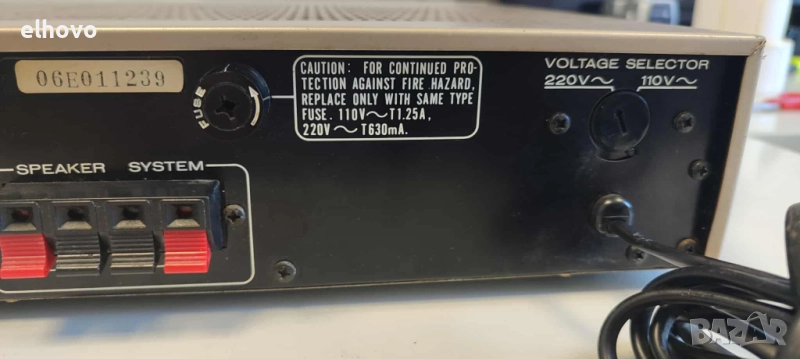 elhovo
06E011239
FUSE
CAUTION: FOR CONTINUED PRO-
TECTION AGAINST FIRE HAZARD,
REPLACE ONLY WITH SAME TYPE
FUSE. 110V～T1.25A,
220V～T630mA.
VOLTAGE SELECTOR
220V～ 110V～
SPEAKER SYSTEM
BAZAR